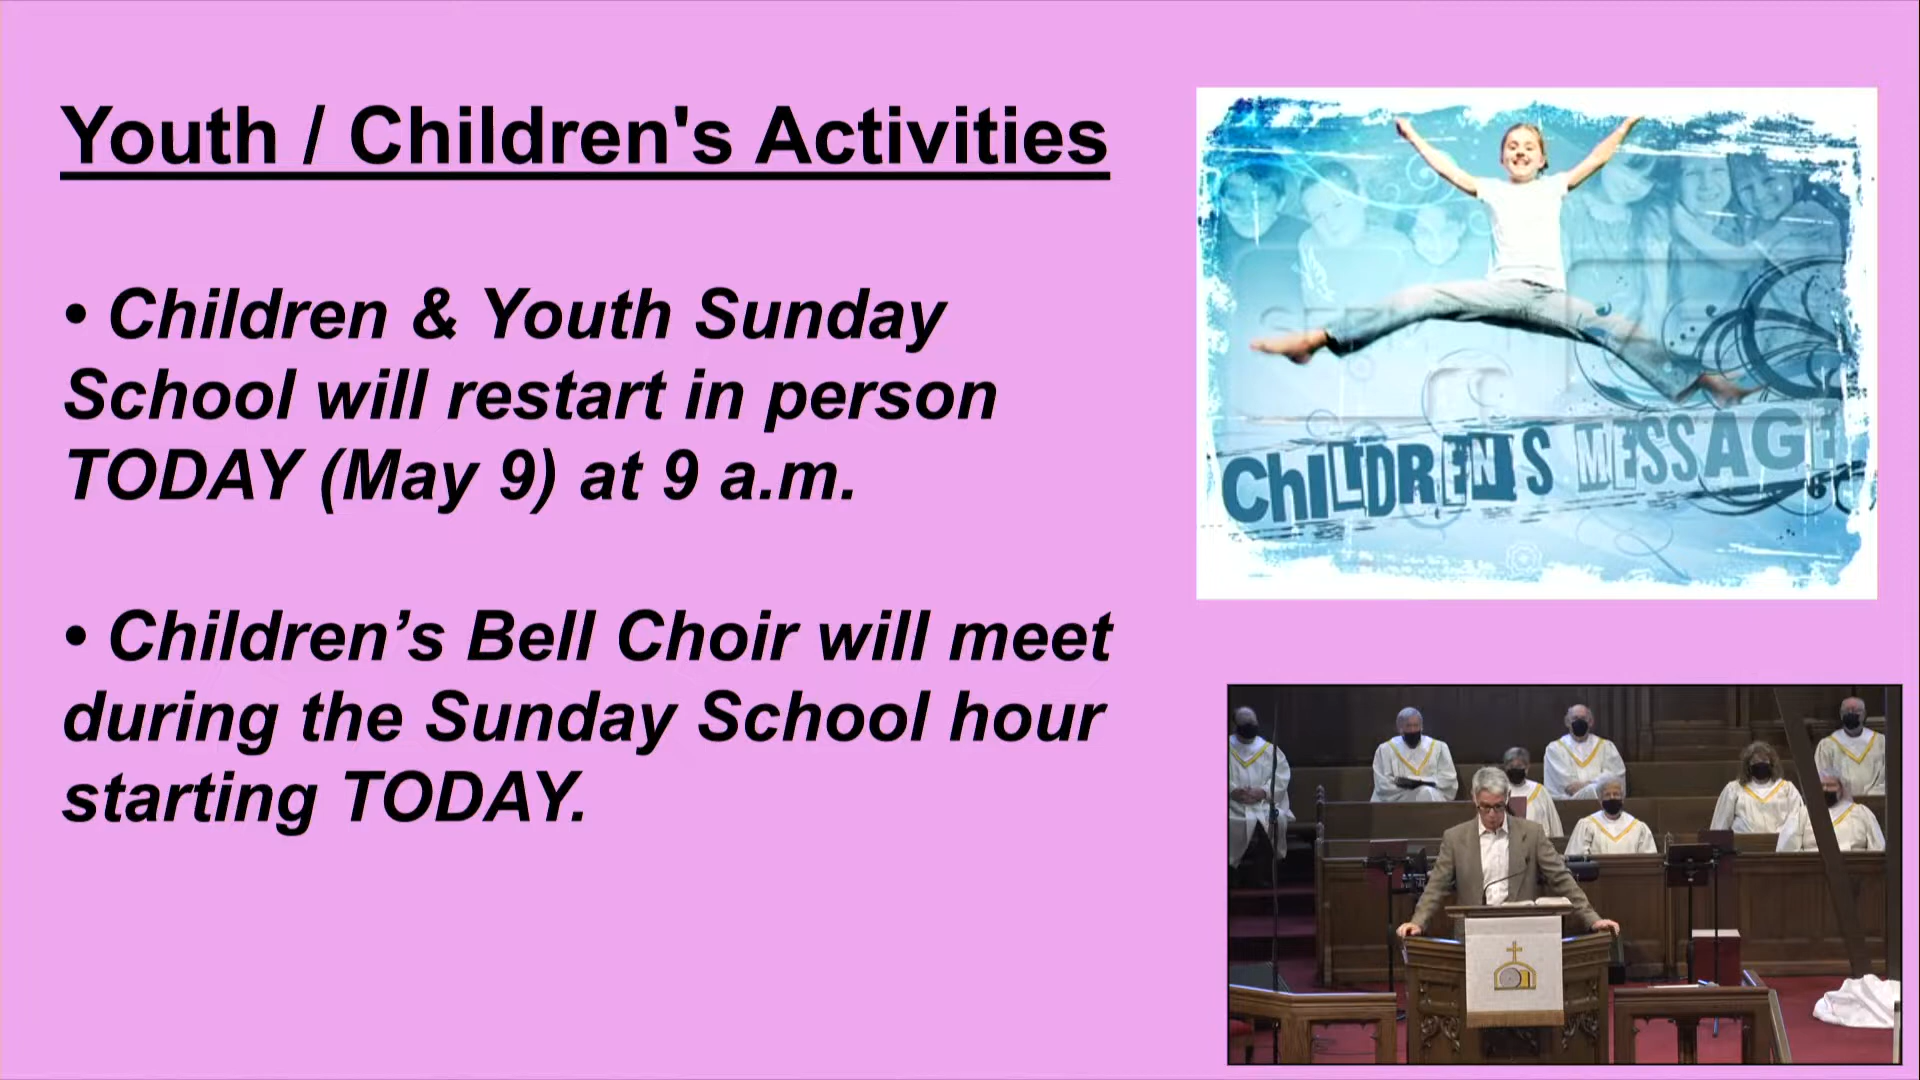 Youth / Children's Activities
• Children & Youth Sunday
School will restart in person
TODAY (May 9) at 9 a.m.
• Children’s Bell Choir will meet
during the Sunday School hour
starting TODAY.
ChiLDREN'S MESSAGE